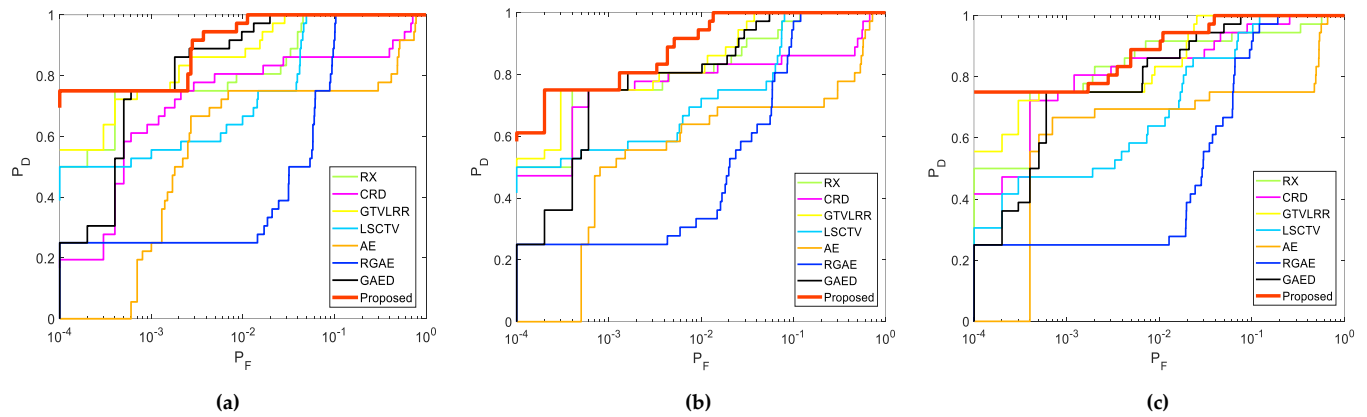 1
0.8
0.6
0.4
0.2
0
P_D
10^-4
10^-3
10^-2
10^-1
10^0
P_F
RX
CRD
GTVLRR
LSCTV
AE
RGAE
GAED
Proposed
(a)
1
0.8
0.6
0.4
0.2
0
P_D
10^-4
10^-3
10^-2
10^-1
10^0
P_F
RX
CRD
GTVLRR
LSCTV
AE
RGAE
GAED
Proposed
(b)
1
0.8
0.6
0.4
0.2
0
P_D
10^-4
10^-3
10^-2
10^-1
10^0
P_F
RX
CRD
GTVLRR
LSCTV
AE
RGAE
GAED
Proposed
(c)